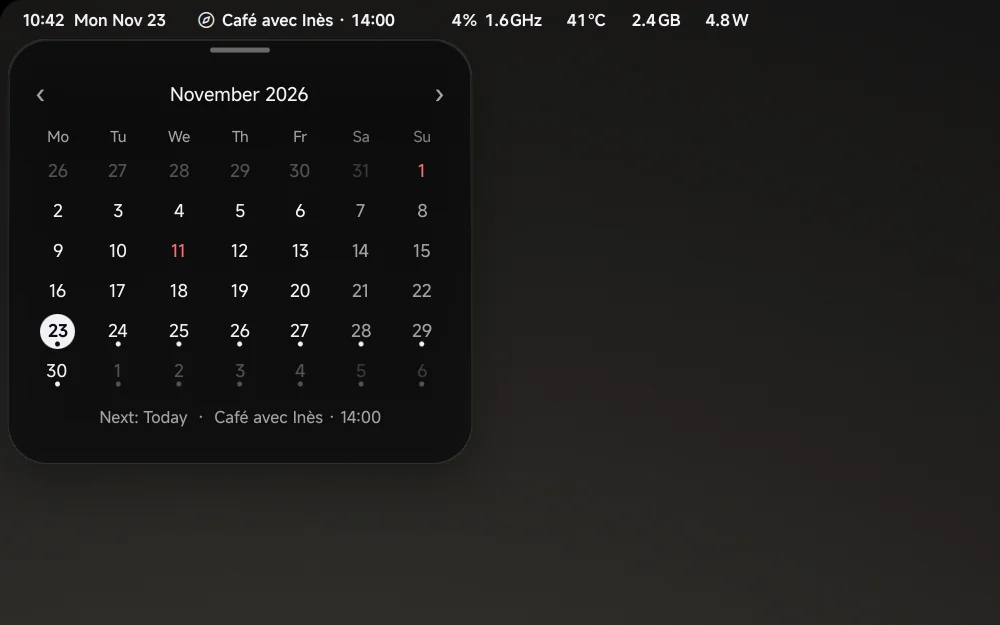 10:42 Mon Nov 23 Café avec Inès · 14:00 4% 1.6GHz 41°C 2.4GB 4.8W
‹ November 2026 ›
Mo Tu We Th Fr Sa Su
26 27 28 29 30 31 1
2 3 4 5 6 7 8
9 10 11 12 13 14 15
16 17 18 19 20 21 22
23 24 25 26 27 28 29
30 1 2 3 4 5 6
Next: Today · Café avec Inès · 14:00